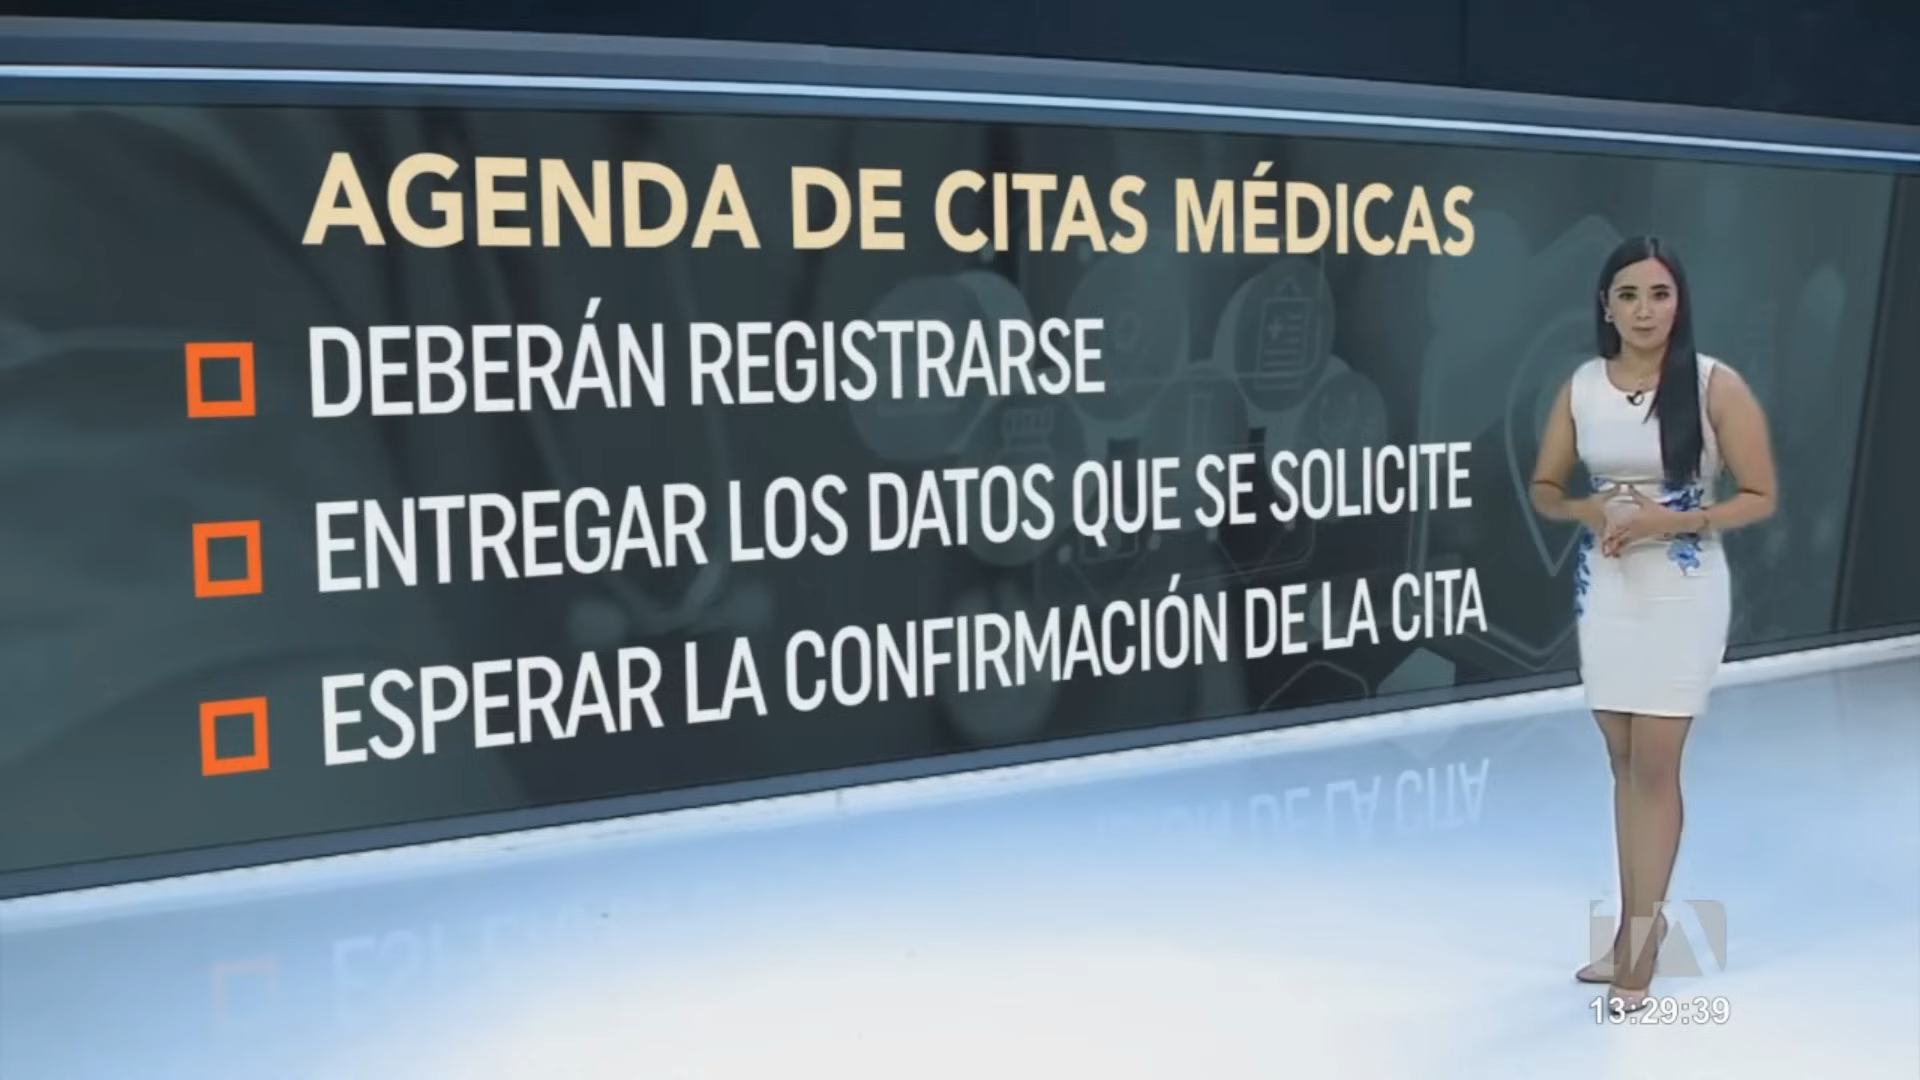 AGENDA DE CITAS MÉDICAS
DEBERÁN REGISTRARSE
ENTREGAR LOS DATOS QUE SE SOLICITE
ESPERAR LA CONFIRMACIÓN DE LA CITA
TA
13:29:39